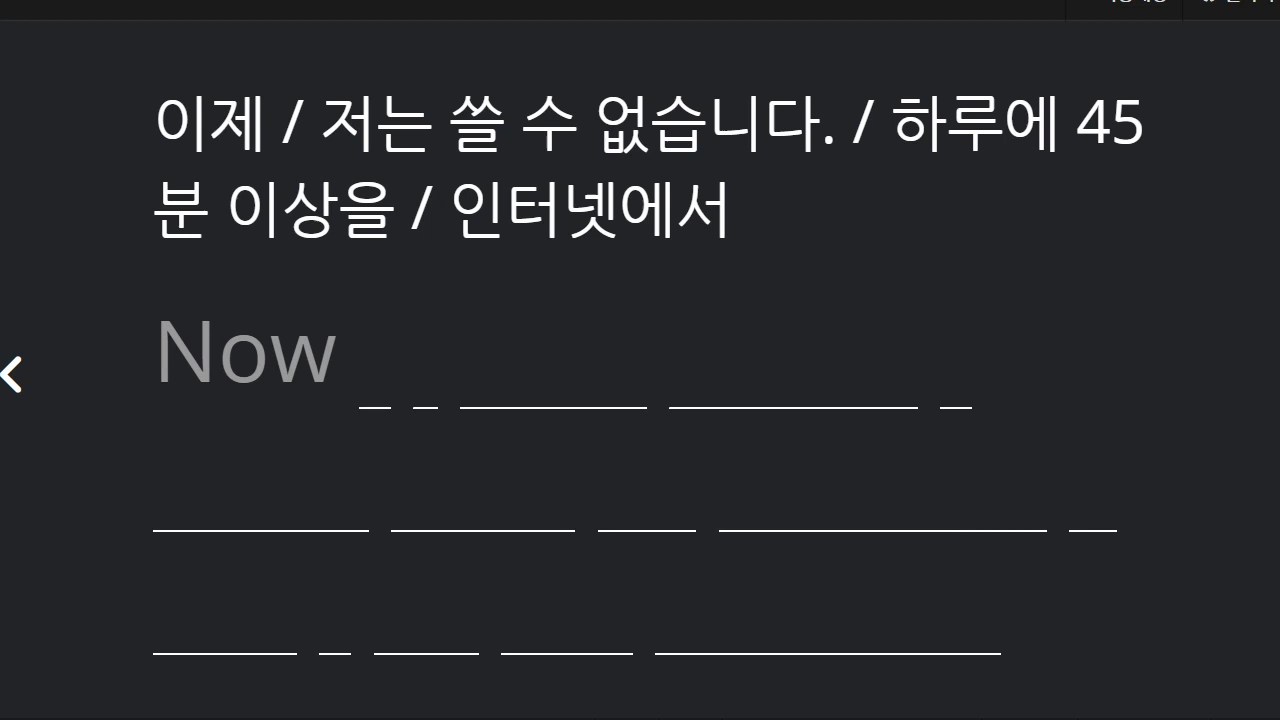 이제 / 저는 쓸 수 없습니다. / 하루에 45
분 이상을 / 인터넷에서
Now